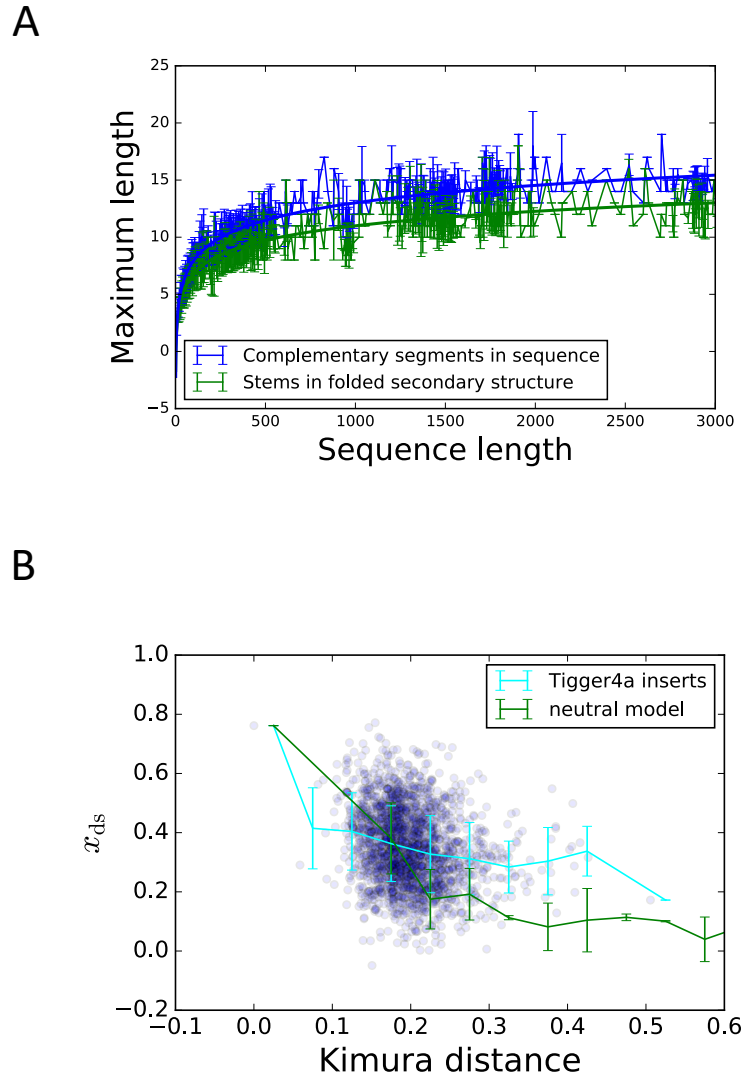 A
Maximum length
25
20
15
10
5
0
−5
Complementary segments in sequence
Stems in folded secondary structure
0 500 1000 1500 2000 2500 3000
Sequence length
B
x_ds
1.0
0.8
0.6
0.4
0.2
0.0
−0.2
Tigger4a inserts
neutral model
−0.1 0.0 0.1 0.2 0.3 0.4 0.5 0.6
Kimura distance